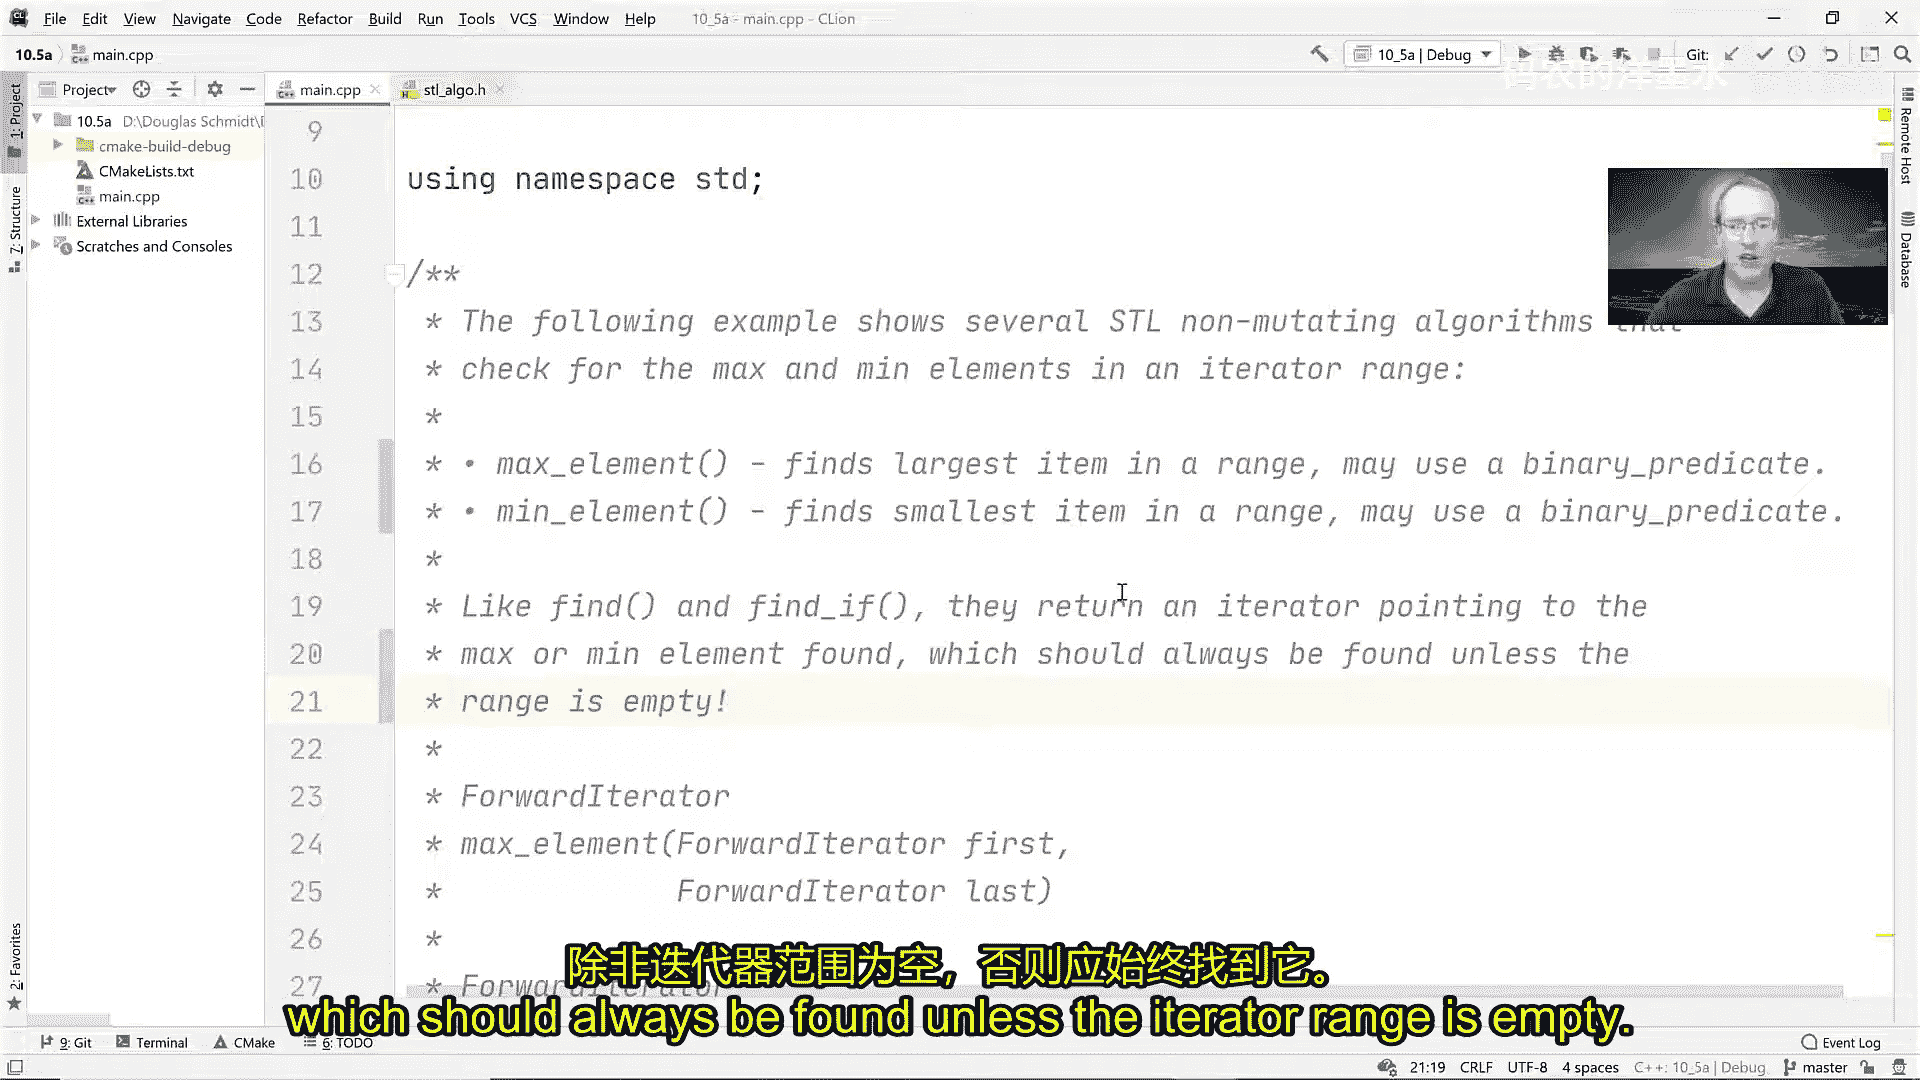 File Edit View Navigate Code Refactor Build Run Tools VCS Window Help 10_5a - main.cpp - CLion
10.5a main.cpp 10_5a | Debug Git:
Project main.cpp stl_algo.h
1: Project
7: Structure
2: Favorites
10.5a D:\Douglas Schmidt\
cmake-build-debug
CMakeLists.txt
main.cpp
External Libraries
Scratches and Consoles
Remote Host
Database
9
10 using namespace std;
11
12 /**
13 * The following example shows several STL non-mutating algorithms that
14 * check for the max and min elements in an iterator range:
15 *
16 * • max_element() - finds largest item in a range, may use a binary_predicate.
17 * • min_element() - finds smallest item in a range, may use a binary_predicate.
18 *
19 * Like find() and find_if(), they return an iterator pointing to the
20 * max or min element found, which should always be found unless the
21 * range is empty!
22 *
23 * ForwardIterator
24 * max_element(ForwardIterator first,
25 * ForwardIterator last)
26 *
27 * ForwardIterator
除非迭代器范围为空，否则应始终找到它。
which should always be found unless the iterator range is empty.
9: Git Terminal CMake 6: TODO Event Log
21:19 CRLF UTF-8 4 spaces C++: 10_5a | Debug master